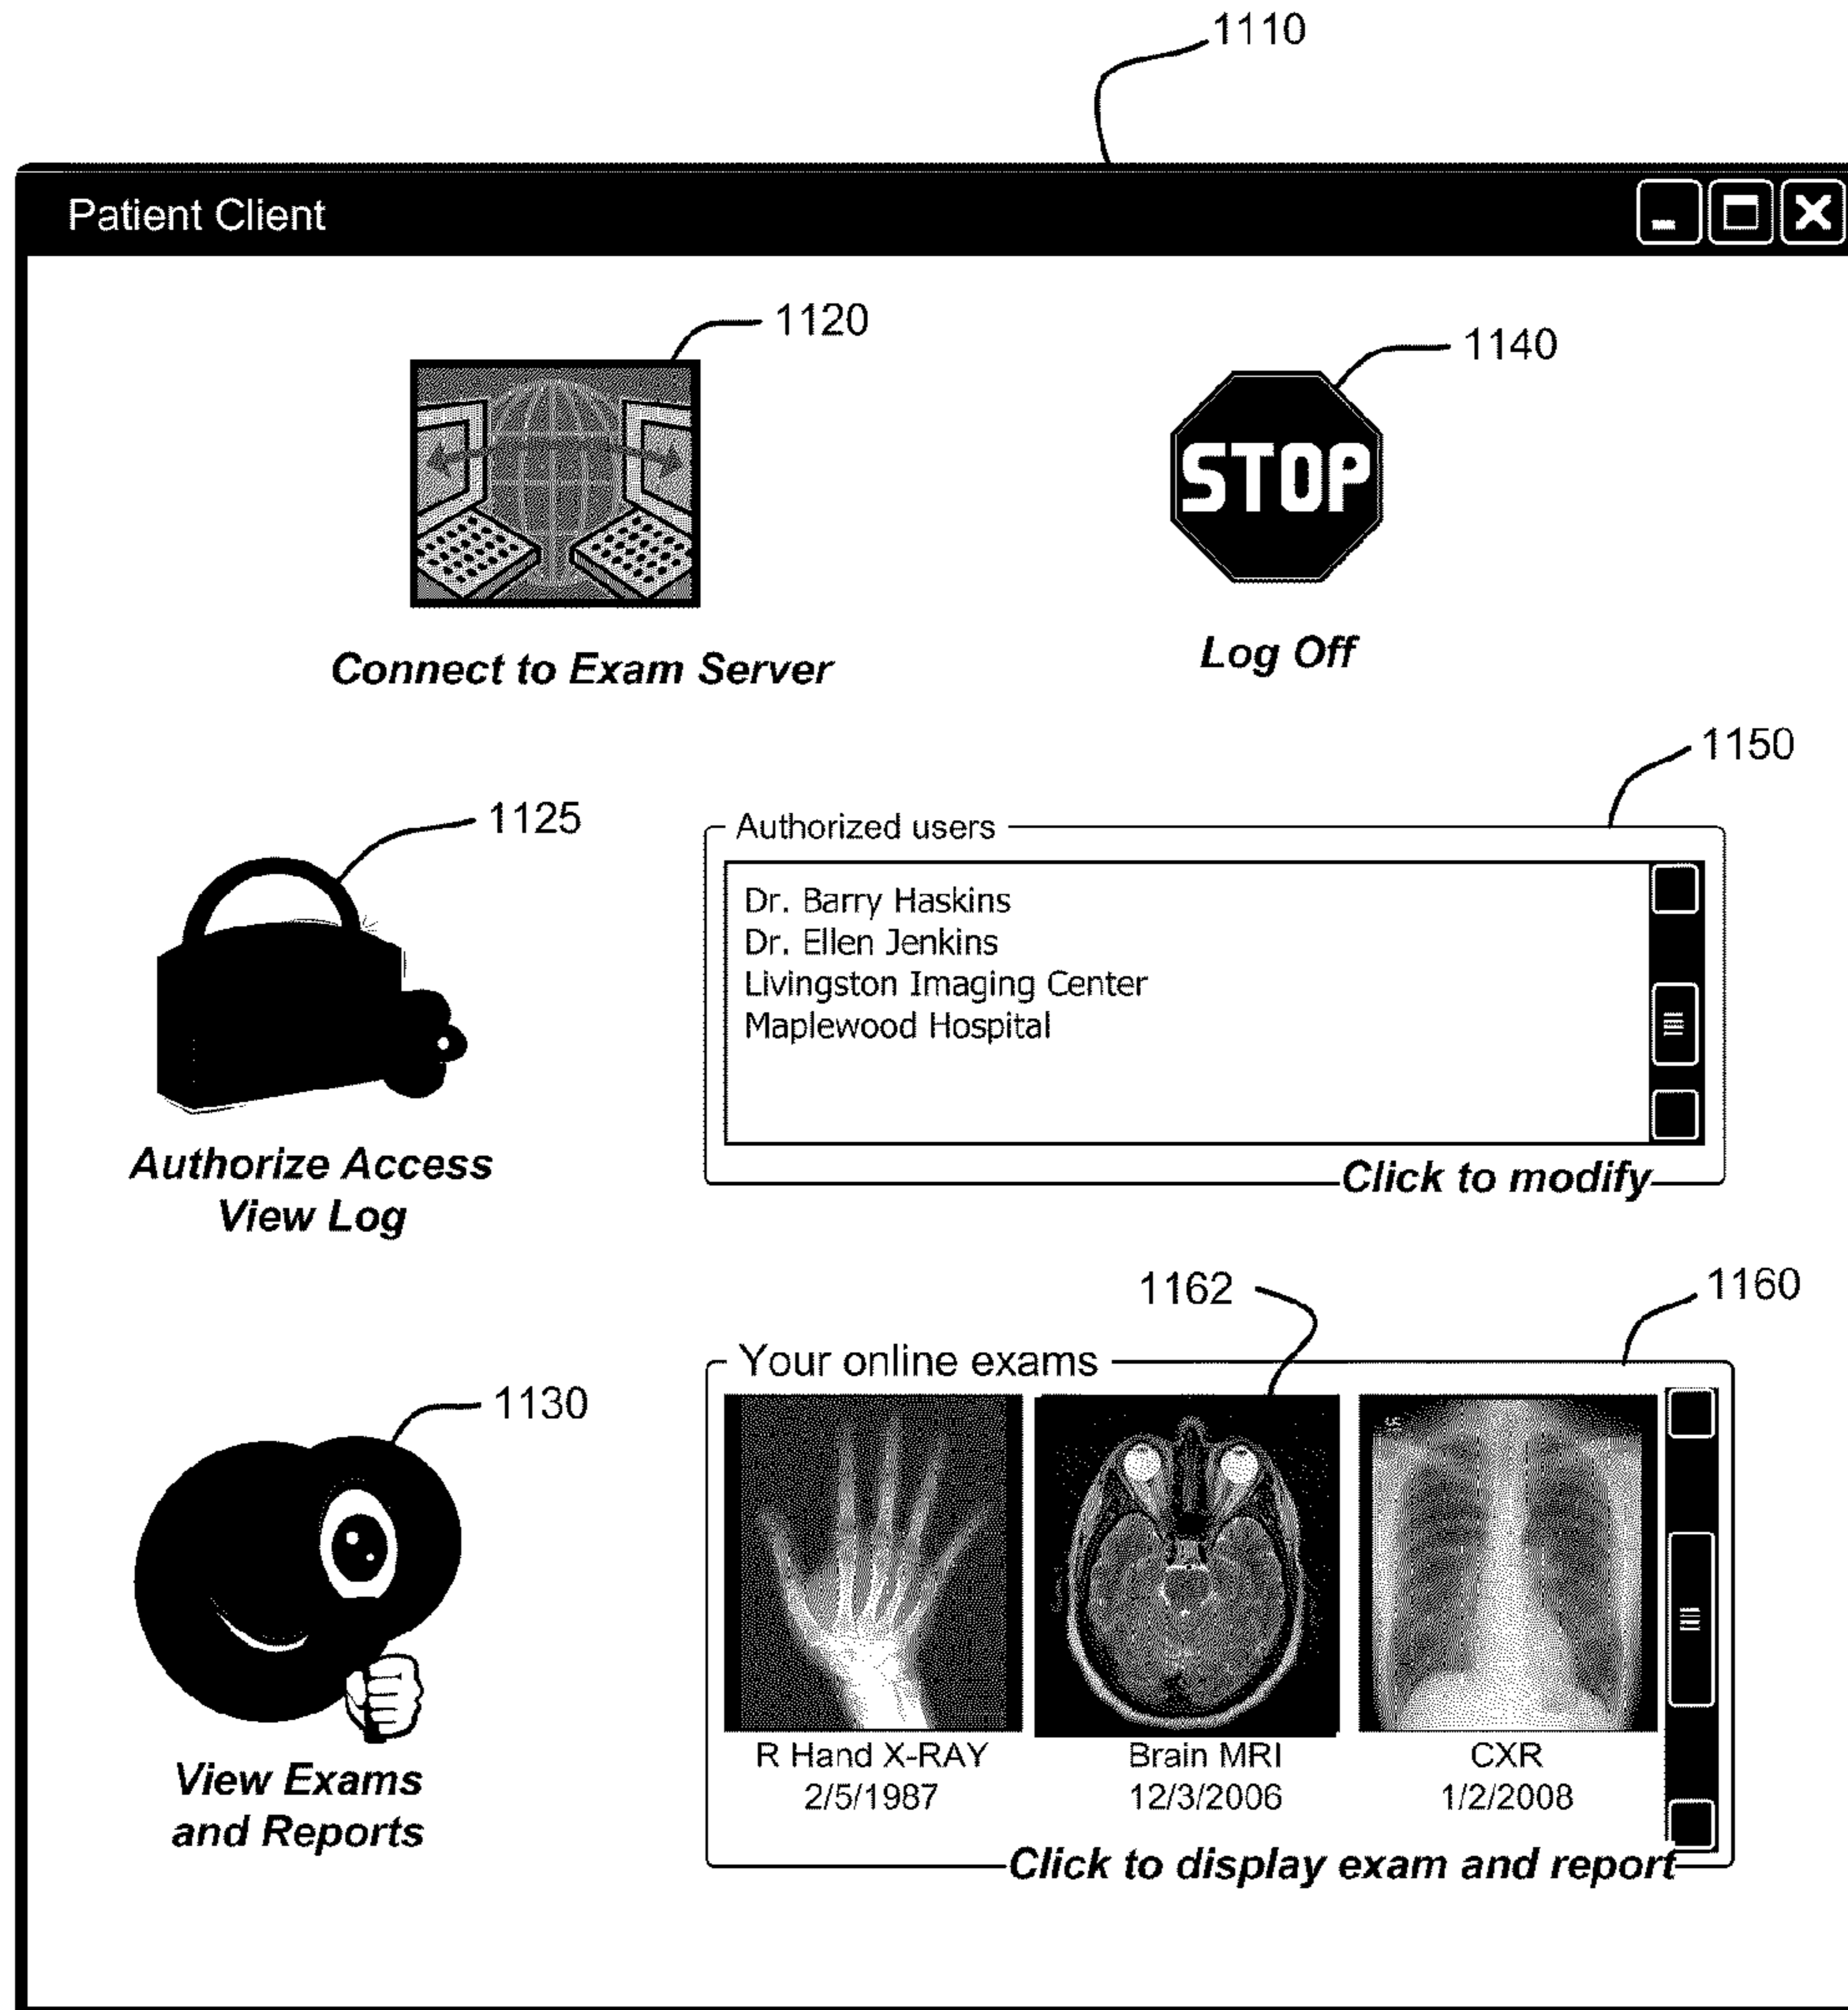 1110
Patient Client
1120
1140
STOP
Connect to Exam Server
Log Off
1150
1125
Authorized users
Dr. Barry Haskins
Dr. Ellen Jenkins
Livingston Imaging Center
Maplewood Hospital
Authorize Access
View Log
Click to modify
1162
1160
Your online exams
1130
R Hand X-RAY
2/5/1987
Brain MRI
12/3/2006
CXR
1/2/2008
View Exams
and Reports
Click to display exam and report